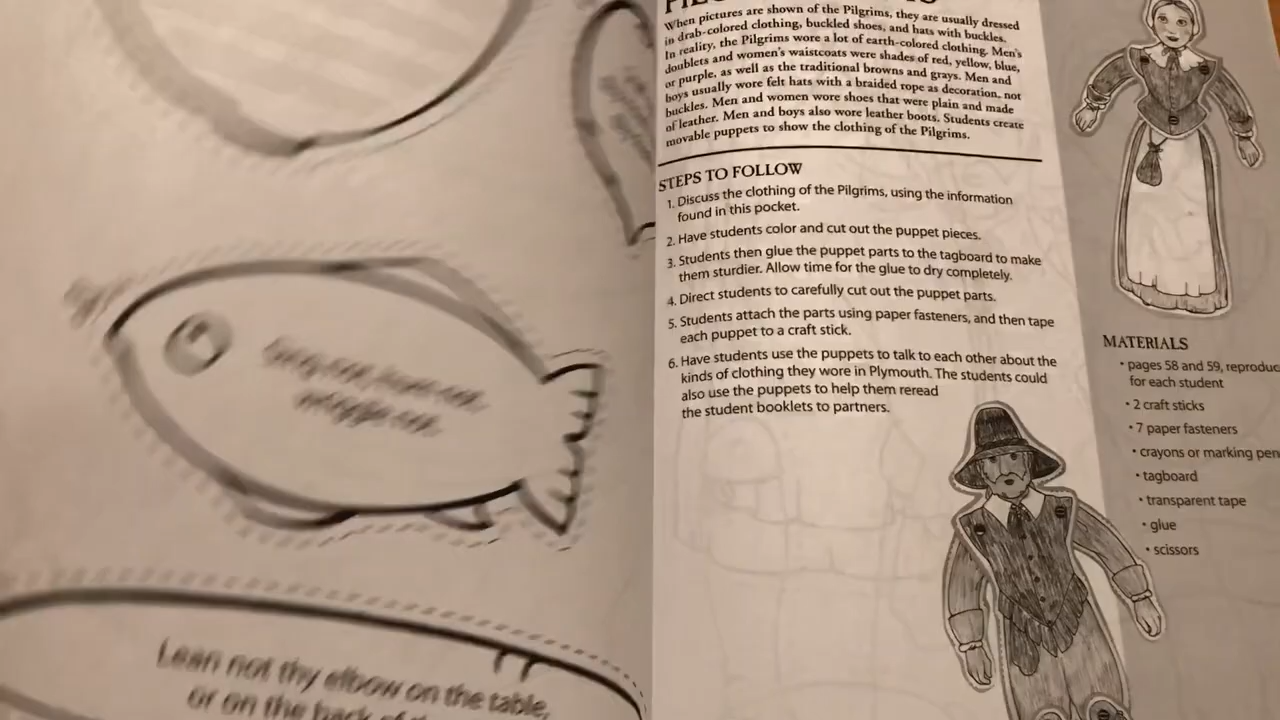 Lean not thy elbow on the table,
or on the back of
When pictures are shown of the Pilgrims, they are usually dressed
in drab-colored clothing, buckled shoes, and hats with buckles.
In reality, the Pilgrims wore a lot of earth-colored clothing. Men's
doublets and women's waistcoats were shades of red, yellow, blue,
or purple, as well as the traditional browns and grays. Men and
boys usually wore felt hats with a braided rope as decoration, not
buckles. Men and women wore shoes that were plain and made
of leather. Men and boys also wore leather boots. Students create
movable puppets to show the clothing of the Pilgrims.
STEPS TO FOLLOW
1. Discuss the clothing of the Pilgrims, using the information
found in this pocket.
2. Have students color and cut out the puppet pieces.
3. Students then glue the puppet parts to the tagboard to make
them sturdier. Allow time for the glue to dry completely.
4. Direct students to carefully cut out the puppet parts.
5. Students attach the parts using paper fasteners, and then tape
each puppet to a craft stick.
6. Have students use the puppets to talk to each other about the
kinds of clothing they wore in Plymouth. The students could
also use the puppets to help them reread
the student booklets to partners.
MATERIALS
• pages 58 and 59, reproduc
for each student
• 2 craft sticks
• 7 paper fasteners
• crayons or marking pen
• tagboard
• transparent tape
• glue
• scissors